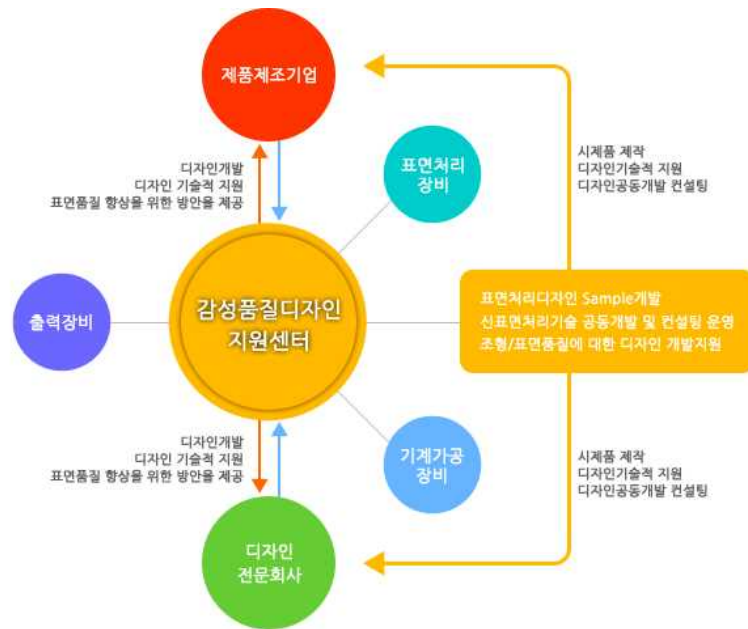 제품제조기업
디자인개발
디자인 기술적 지원
표면품질 향상을 위한 방안을 제공
표면처리
장비
시제품 제작
디자인기술적 지원
디자인공동개발 컨설팅
출력장비
감성품질디자인
지원센터
표면처리디자인 Sample개발
신표면처리기술 공동개발 및 컨설팅 운영
조형/표면품질에 대한 디자인 개발지원
디자인개발
디자인 기술적 지원
표면품질 향상을 위한 방안을 제공
기계가공
장비
시제품 제작
디자인기술적 지원
디자인공동개발 컨설팅
디자인
전문회사